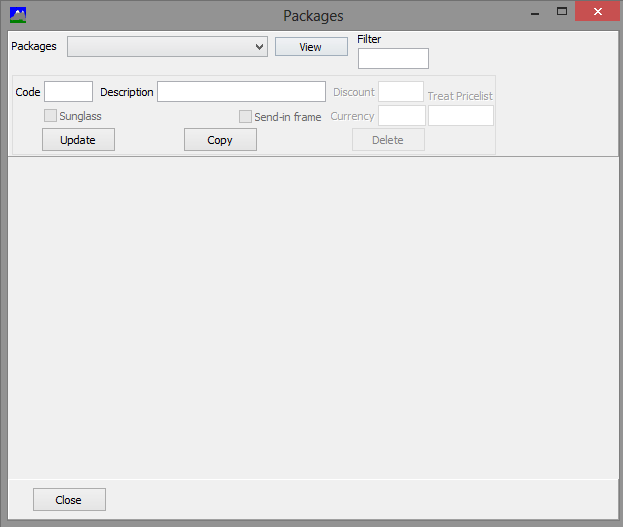 Packages
Packages View Filter
Code Description Discount Treat Pricelist
Sunglass Send-in frame Currency
Update Copy Delete
Close